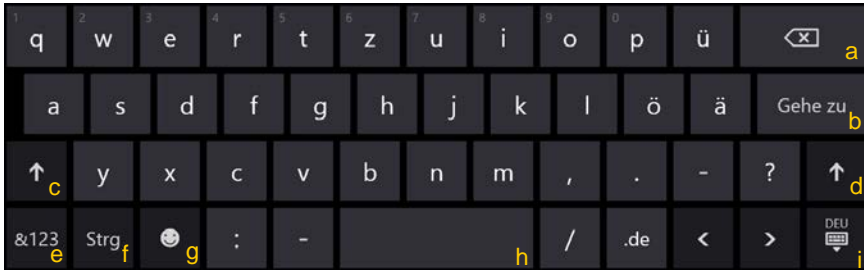 1 2 3 4 5 6 7 8 9 0
q w e r t z u i o p ü a
a s d f g h j k l ö ä Gehe zu b
c y x c v b n m , . - ? d
&123 e Strg f g : - h / .de < > DEU i